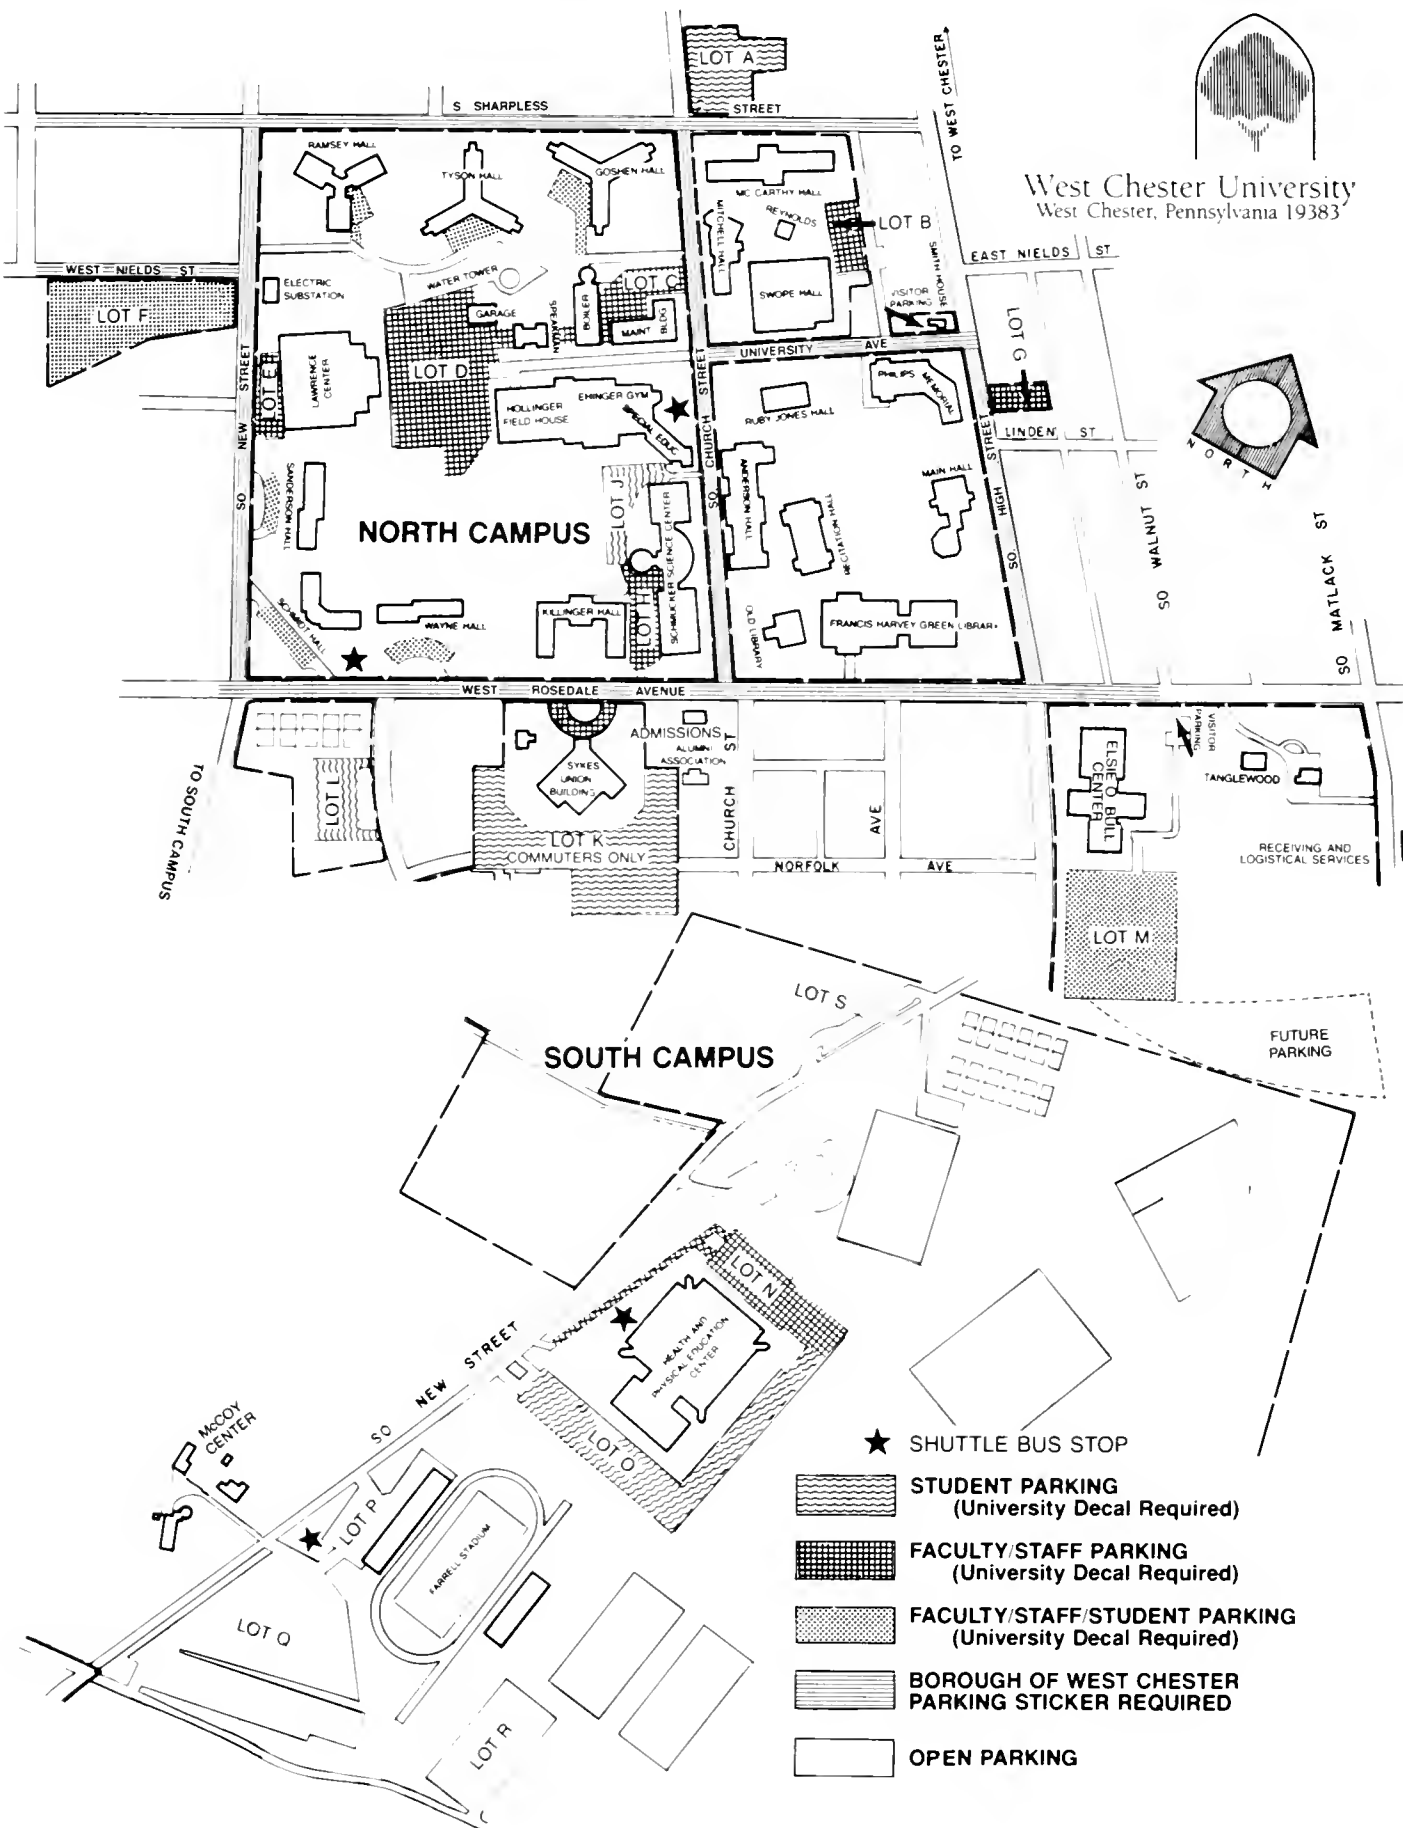 LOT A
S SHARPLESS STREET
TO WEST CHESTER
West Chester University
West Chester, Pennsylvania 19383
RAMSEY HALL
TYSON HALL
GOSHEN HALL
MC CARTHY HALL
MITCHELL HALL
REYNOLDS
LOT B
SMITH HOUSE
EAST NIELDS ST
WEST NIELDS ST
LOT F
ELECTRIC
SUBSTATION
WATER TOWER
LOT C
SWOPE HALL
VISITOR
PARKING
GARAGE
SPEAKMAN
BOILER
MAINT BLDG
LOT G
UNIVERSITY AVE
LOT E
LAWRENCE
CENTER
LOT D
HOLLINGER
FIELD HOUSE
EHINGER GYM
SPECIAL EDUC
RUBY JONES HALL
PHILIPS MEMORIAL
LINDEN ST
NORTH
SO NEW STREET
SO CHURCH STREET
SO HIGH STREET
SO WALNUT ST
SO MATLACK ST
SANDERSON HALL
NORTH CAMPUS
LOT J
SCHMUCKER SCIENCE CENTER
ANDERSON HALL
RECITATION HALL
MAIN HALL
SCHMIDT HALL
WAYNE HALL
KILLINGER HALL
LOT H
OLD LIBRARY
FRANCIS HARVEY GREEN LIBRARY
WEST ROSEDALE AVENUE
TO SOUTH CAMPUS
LOT L
SYKES
UNION
BUILDING
ADMISSIONS
ALUMNI
ASSOCIATION
CHURCH ST
AVE
LOT K
COMMUTERS ONLY
NORFOLK AVE
ELSIE O. BULL
CENTER
VISITOR
PARKING
TANGLEWOOD
RECEIVING AND
LOGISTICAL SERVICES
LOT M
FUTURE
PARKING
LOT S
SOUTH CAMPUS
LOT N
HEALTH AND
PHYSICAL EDUCATION
CENTER
SO NEW STREET
LOT O
McCOY
CENTER
LOT P
FARRELL STADIUM
LOT Q
LOT R
SHUTTLE BUS STOP
STUDENT PARKING
(University Decal Required)
FACULTY/STAFF PARKING
(University Decal Required)
FACULTY/STAFF/STUDENT PARKING
(University Decal Required)
BOROUGH OF WEST CHESTER
PARKING STICKER REQUIRED
OPEN PARKING